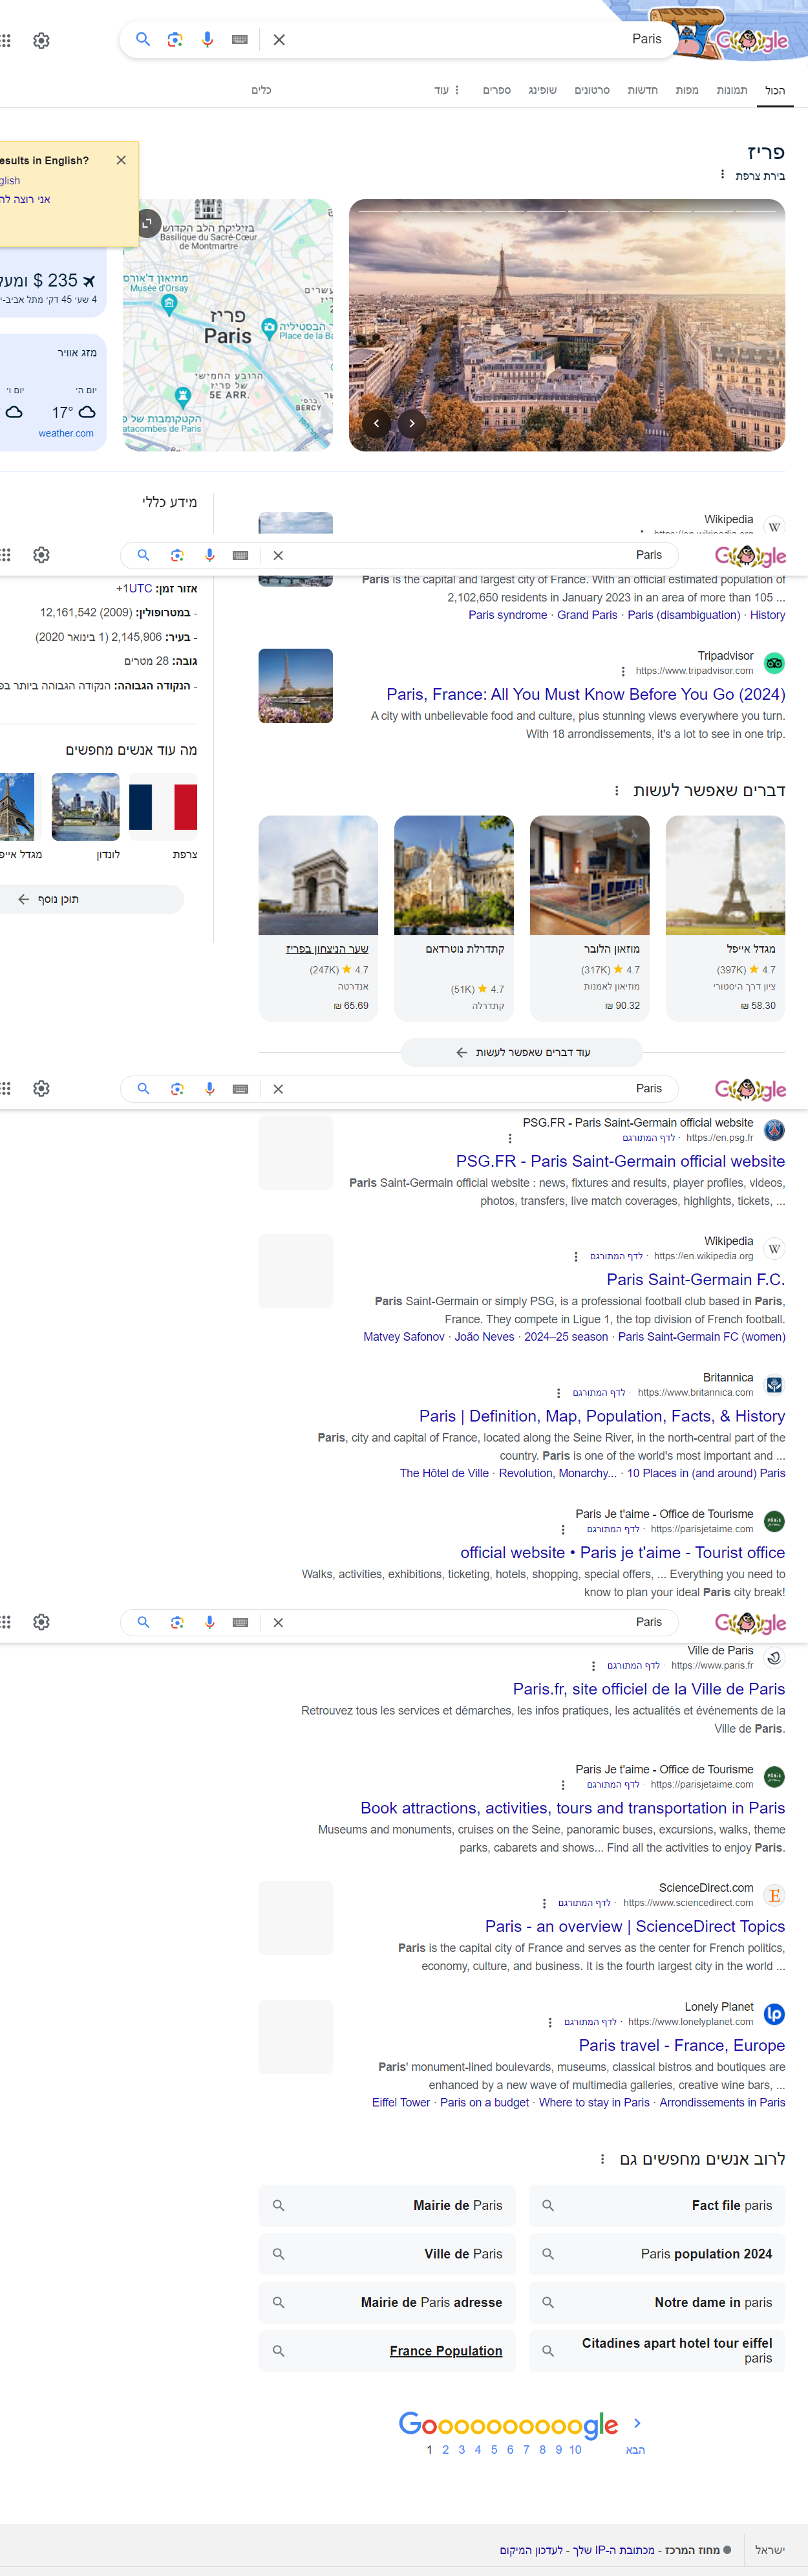 Google
Paris
הכול
תמונות
מפות
חדשות
סרטונים
שופינג
ספרים
עוד
כלים
פריז
בירת צרפת
esults in English?
glish
אני רוצה לה
בזיליקת הלב הקדוש
Basilique du Sacré-Cœur
de Montmartre
מוזיאון ד'אורס
Musée d'Orsay
פריז
Paris
הבסטיליה
Place de la Ba
הרובע החמישי
של פריז
5E ARR.
ברסי
BERCY
הקטקומבות של פ
atacombes de Paris
235 $ ומעל
4 שע׳ 45 דק׳ מתל אביב-י
מזג אוויר
יום ה׳
יום ו׳
17°
weather.com
Wikipedia
מידע כללי
Google
Paris
Paris is the capital and largest city of France. With an official estimated population of
2,102,650 residents in January 2023 in an area of more than 105 ...
Paris syndrome · Grand Paris · Paris (disambiguation) · History
אזור זמן: UTC‏+1
- במטרופולין: 12,161,542 (2009)
- בעיר: 2,145,906 (1 בינואר 2020)
גובה: 28 מטרים
- הנקודה הגבוהה: הנקודה הגבוהה ביותר בפ
Tripadvisor
https://www.tripadvisor.com
Paris, France: All You Must Know Before You Go (2024)
A city with unbelievable food and culture, plus stunning views everywhere you turn.
With 18 arrondissements, it's a lot to see in one trip.
מה עוד אנשים מחפשים
צרפת
לונדון
מגדל אייפ
תוכן נוסף
דברים שאפשר לעשות
מגדל אייפל
4.7 (397K)
ציון דרך היסטורי
58.30 ₪
מוזיאון הלובר
4.7 (317K)
מוזיאון לאמנות
90.32 ₪
קתדרלת נוטרדאם
4.7 (51K)
קתדרלה
שער הניצחון בפריז
4.7 (247K)
אנדרטה
65.69 ₪
עוד דברים שאפשר לעשות
Google
Paris
PSG.FR - Paris Saint-Germain official website
https://en.psg.fr · לדף המתורגם
PSG.FR - Paris Saint-Germain official website
Paris Saint-Germain official website : news, fixtures and results, player profiles, videos,
photos, transfers, live match coverages, highlights, tickets, ...
Wikipedia
https://en.wikipedia.org · לדף המתורגם
Paris Saint-Germain F.C.
Paris Saint-Germain or simply PSG, is a professional football club based in Paris,
France. They compete in Ligue 1, the top division of French football.
Matvey Safonov · João Neves · 2024–25 season · Paris Saint-Germain FC (women)
Britannica
https://www.britannica.com · לדף המתורגם
Paris | Definition, Map, Population, Facts, & History
Paris, city and capital of France, located along the Seine River, in the north-central part of the
country. Paris is one of the world's most important and ...
The Hôtel de Ville · Revolution, Monarchy... · 10 Places in (and around) Paris
Paris Je t'aime - Office de Tourisme
https://parisjetaime.com · לדף המתורגם
official website • Paris je t'aime - Tourist office
Walks, activities, exhibitions, ticketing, hotels, shopping, special offers, ... Everything you need to
know to plan your ideal Paris city break!
Google
Paris
Ville de Paris
https://www.paris.fr · לדף המתורגם
Paris.fr, site officiel de la Ville de Paris
Retrouvez tous les services et démarches, les infos pratiques, les actualités et événements de la
Ville de Paris.
Paris Je t'aime - Office de Tourisme
https://parisjetaime.com · לדף המתורגם
Book attractions, activities, tours and transportation in Paris
Museums and monuments, cruises on the Seine, panoramic buses, excursions, walks, theme
parks, cabarets and shows... Find all the activities to enjoy Paris.
ScienceDirect.com
https://www.sciencedirect.com · לדף המתורגם
Paris - an overview | ScienceDirect Topics
Paris is the capital city of France and serves as the center for French politics,
economy, culture, and business. It is the fourth largest city in the world ...
Lonely Planet
https://www.lonelyplanet.com · לדף המתורגם
Paris travel - France, Europe
Paris' monument-lined boulevards, museums, classical bistros and boutiques are
enhanced by a new wave of multimedia galleries, creative wine bars, ...
Eiffel Tower · Paris on a budget · Where to stay in Paris · Arrondissements in Paris
לרוב אנשים מחפשים גם
Fact file paris
Mairie de Paris
Paris population 2024
Ville de Paris
Notre dame in paris
Mairie de Paris adresse
Citadines apart hotel tour eiffel
paris
France Population
Goooooooooogle
1 2 3 4 5 6 7 8 9 10
הבא
ישראל
מחוז המרכז - מכתובת ה-IP שלך - לעדכון המיקום